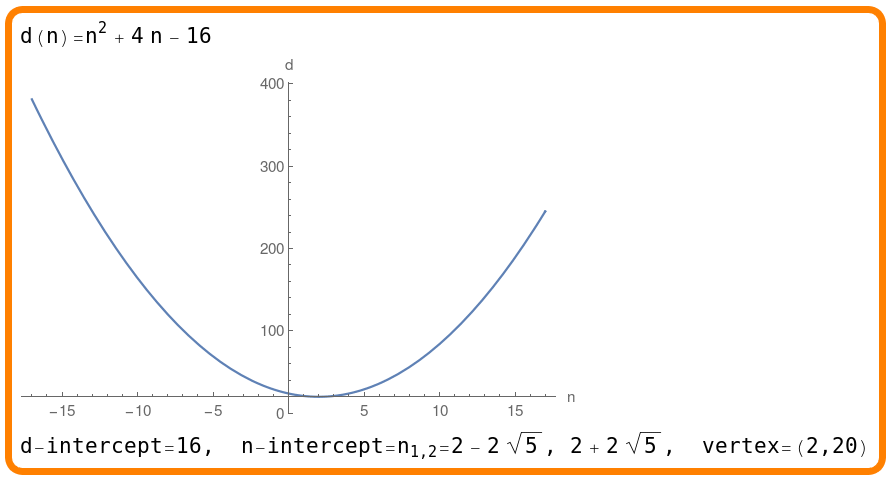 d(n)=n² + 4 n − 16
d
400
300
200
100
0
−15 −10 −5 5 10 15 n
d-intercept=16, n-intercept=n₁,₂=2 − 2 √5, 2 + 2 √5, vertex=(2,20)